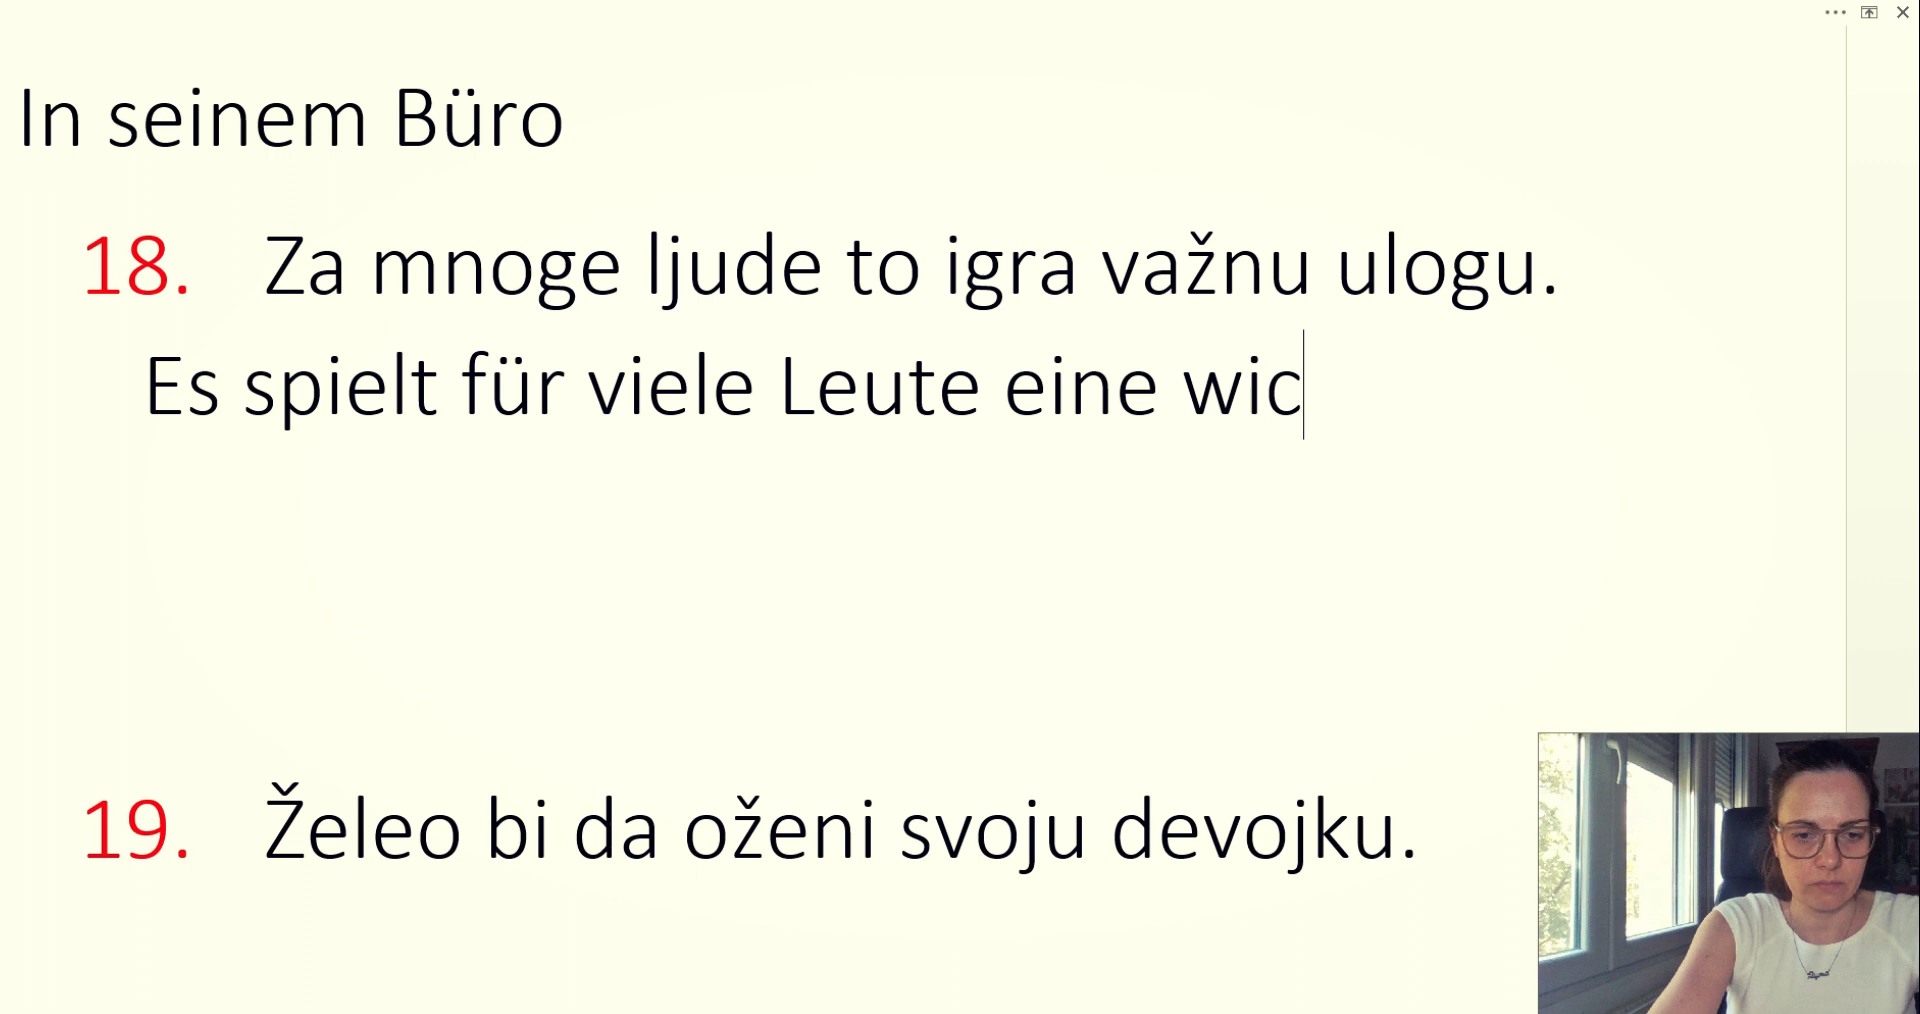 In seinem Büro
18. Za mnoge ljude to igra važnu ulogu.
Es spielt für viele Leute eine wic
19. Želeo bi da oženi svoju devojku.